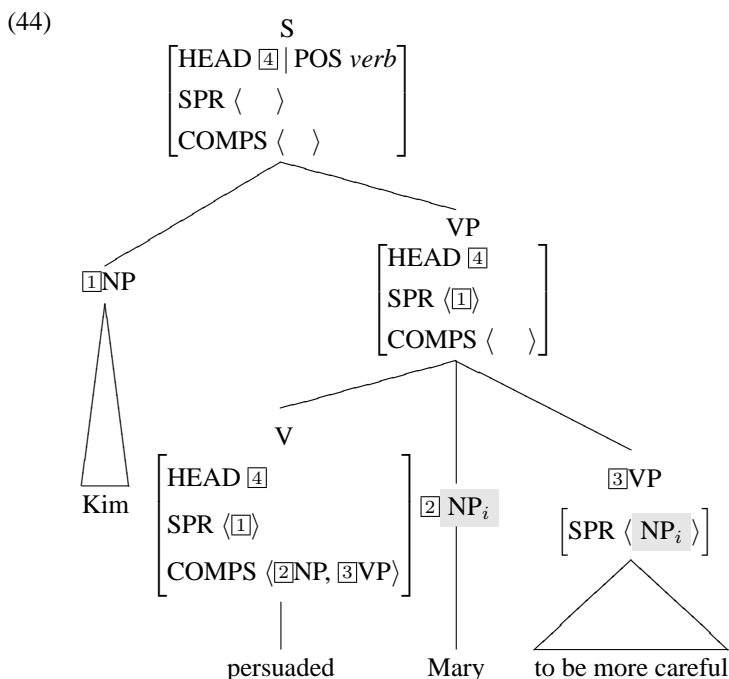 (44)
S
[HEAD 4 | POS verb
SPR ⟨ ⟩
COMPS ⟨ ⟩]
VP
1NP
[HEAD 4
SPR ⟨1⟩
COMPS ⟨ ⟩]
V
[HEAD 4
SPR ⟨1⟩
COMPS ⟨2NP, 3VP⟩]
2 NPi
3VP
[SPR ⟨ NPi ⟩]
Kim
persuaded Mary to be more careful